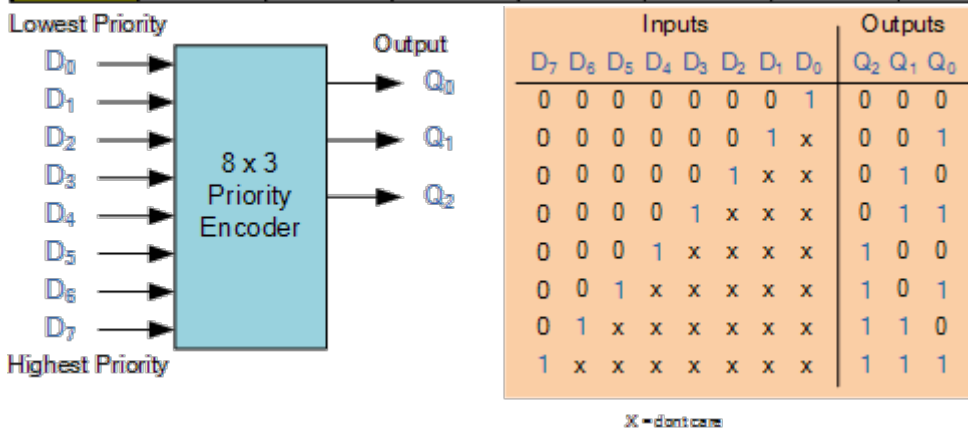 Lowest Priority
D₀
D₁
D₂
D₃
D₄
D₅
D₆
D₇
Highest Priority
8 x 3
Priority
Encoder
Output
Q₀
Q₁
Q₂
Inputs Outputs
D₇ D₆ D₅ D₄ D₃ D₂ D₁ D₀ Q₂ Q₁ Q₀
0 0 0 0 0 0 0 1 0 0 0
0 0 0 0 0 0 1 x 0 0 1
0 0 0 0 0 1 x x 0 1 0
0 0 0 0 1 x x x 0 1 1
0 0 0 1 x x x x 1 0 0
0 0 1 x x x x x 1 0 1
0 1 x x x x x x 1 1 0
1 x x x x x x x 1 1 1
X = dont care